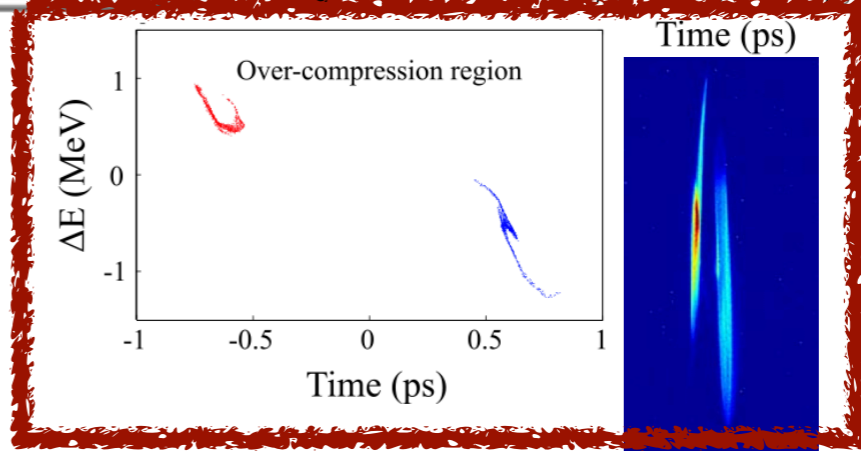 Time (ps)
Over-compression region
ΔE (MeV)
1
0
-1
-1
-0.5
0
0.5
1
Time (ps)